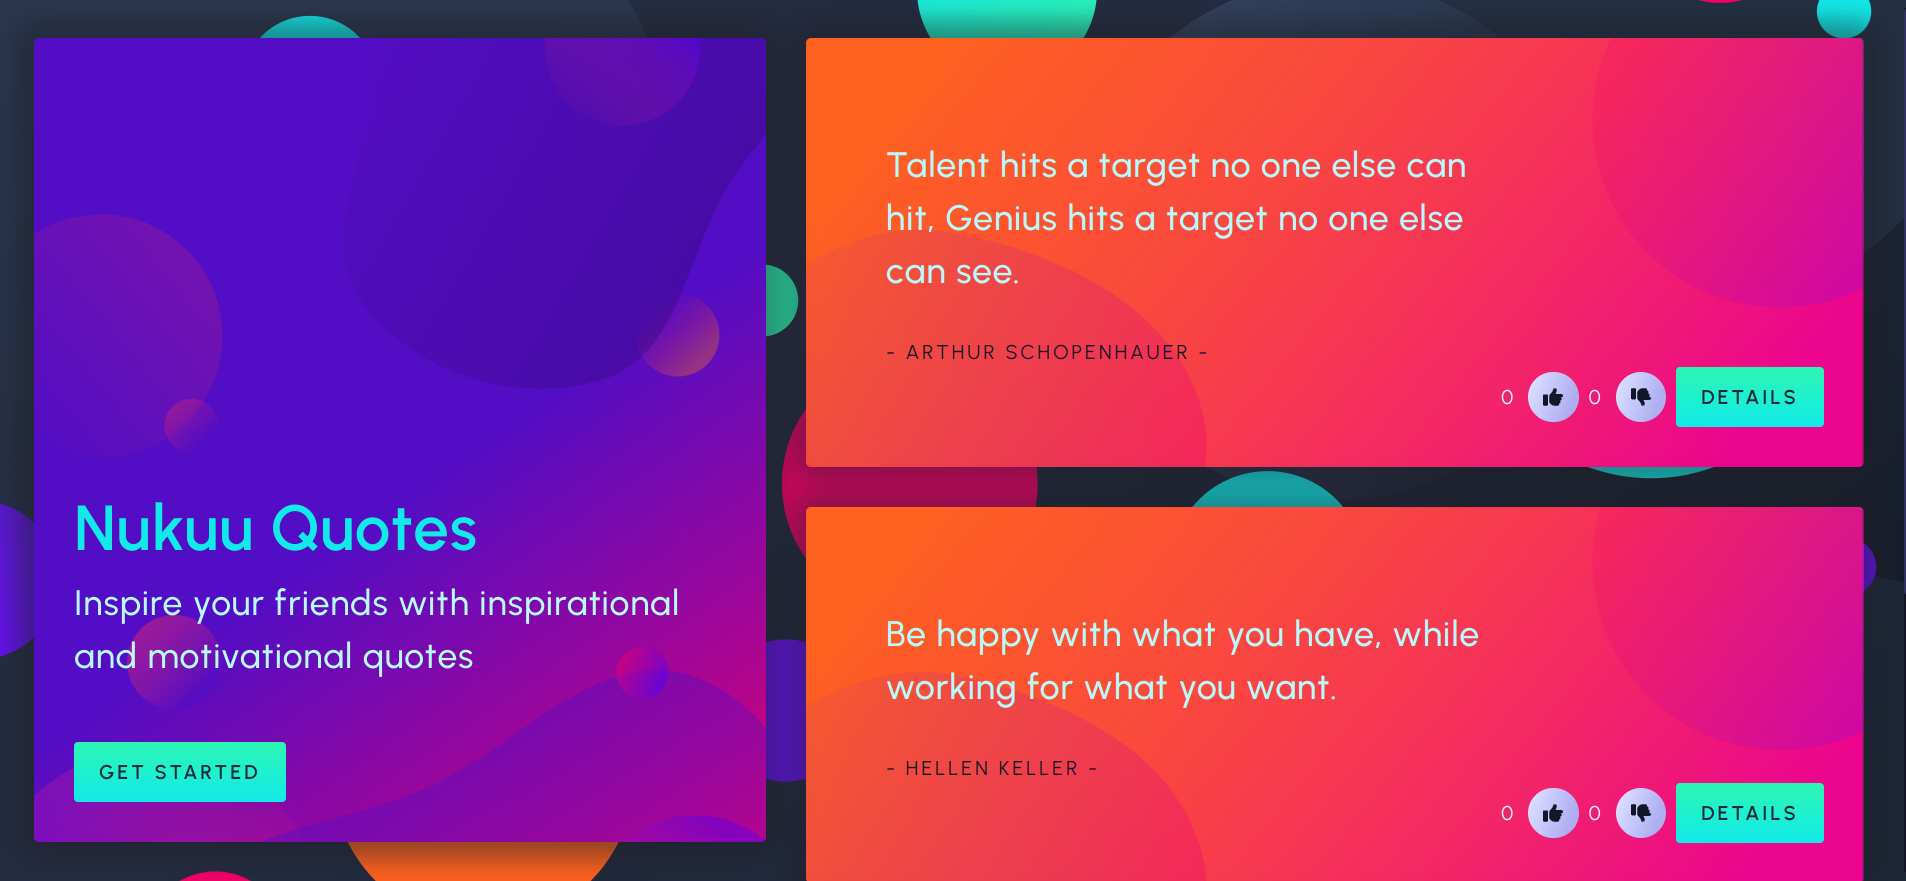 Nukuu Quotes
Inspire your friends with inspirational
and motivational quotes
GET STARTED
Talent hits a target no one else can
hit, Genius hits a target no one else
can see.
- ARTHUR SCHOPENHAUER -
0 0 DETAILS
Be happy with what you have, while
working for what you want.
- HELLEN KELLER -
0 0 DETAILS